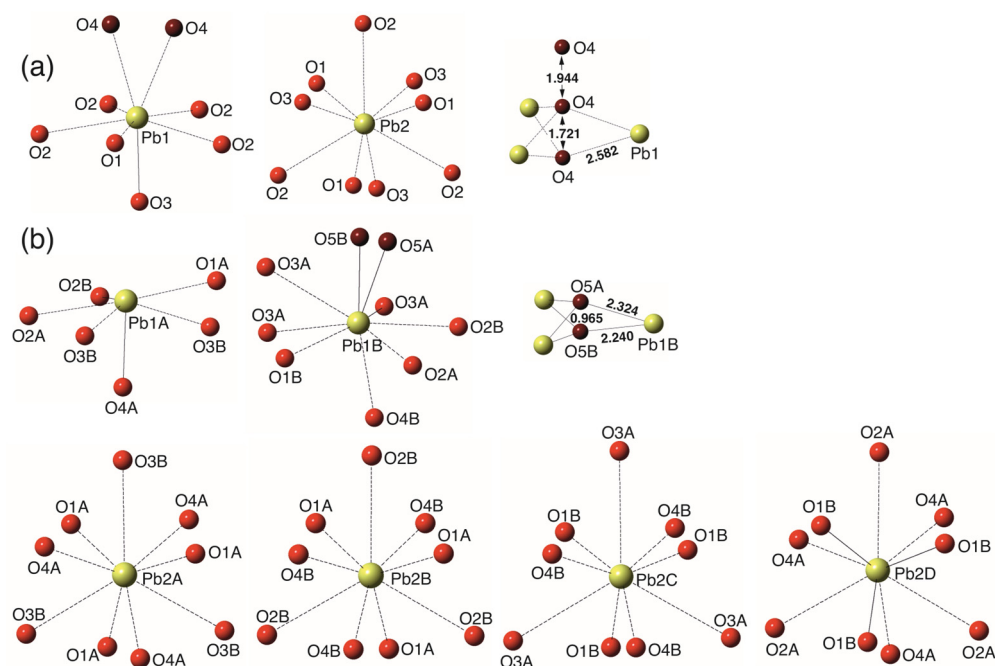 (a)
O4 O4
O2 O2
Pb1
O2 O1 O2
O3
O2
O1 O3
O3 O1
Pb2
O2 O1 O3 O2
O4
1.944
O4
1.721
2.582 Pb1
O4
(b)
O1A
O2B
O2A Pb1A
O3B O3B
O4A
O5B O5A
O3A
O3A O3A
O2B
Pb1B
O1B O2A
O4B
O5A
2.324
0.965
2.240 Pb1B
O5B
O3B
O1A O4A
O4A O1A
Pb2A
O3B O3B
O1A O4A
O2B
O1A O4B
O4B O1A
Pb2B
O2B O2B
O4B O1A
O3A
O1B O4B
O4B O1B
Pb2C
O3A O3A
O1B O4B
O2A
O1B O4A
O4A O1B
Pb2D
O2A O2A
O1B O4A